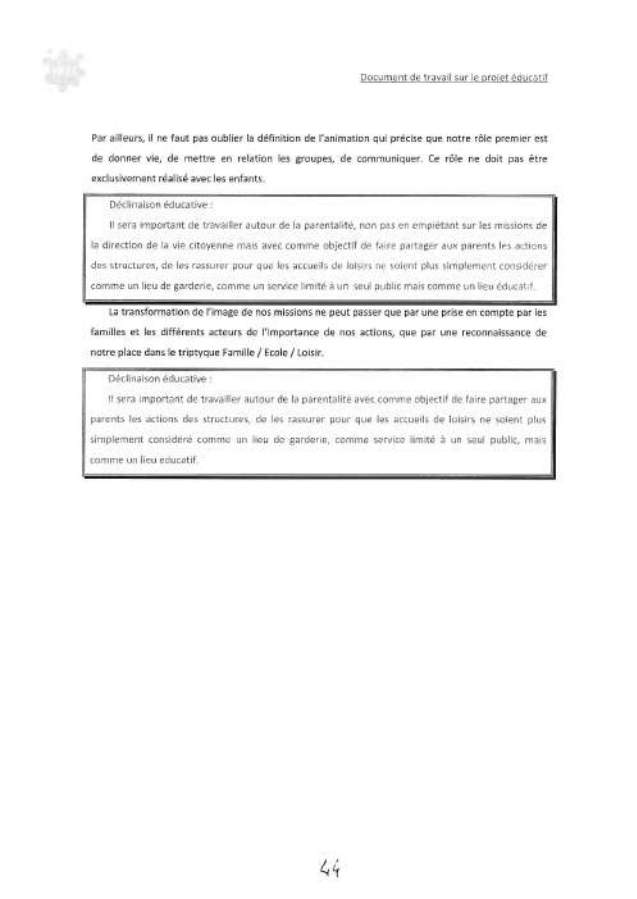 Document de travail sur le projet éducatif
Par ailleurs, il ne faut pas oublier la définition de l'animation qui précise que notre rôle premier est
de donner vie, de mettre en relation les groupes, de communiquer. Ce rôle ne doit pas être
exclusivement réalisé avec les enfants.
Déclinaison éducative :
Il sera important de travailler autour de la parentalité, non pas en empiétant sur les missions de
la direction de la vie citoyenne mais avec comme objectif de faire partager aux parents les actions
des structures, de les rassurer pour que les accueils de loisirs ne soient plus simplement considérer
comme un lieu de garderie, comme un service limité à un seul public mais comme un lieu éducatif.
La transformation de l'image de nos missions ne peut passer que par une prise en compte par les
familles et les différents acteurs de l'importance de nos actions, que par une reconnaissance de
notre place dans le triptyque Famille / Ecole / Loisir.
Déclinaison éducative :
Il sera important de travailler autour de la parentalité avec comme objectif de faire partager aux
parents les actions des structures, de les rassurer pour que les accueils de loisirs ne soient plus
simplement considéré comme un lieu de garderie, comme service limité à un seul public, mais
comme un lieu educatif.
44